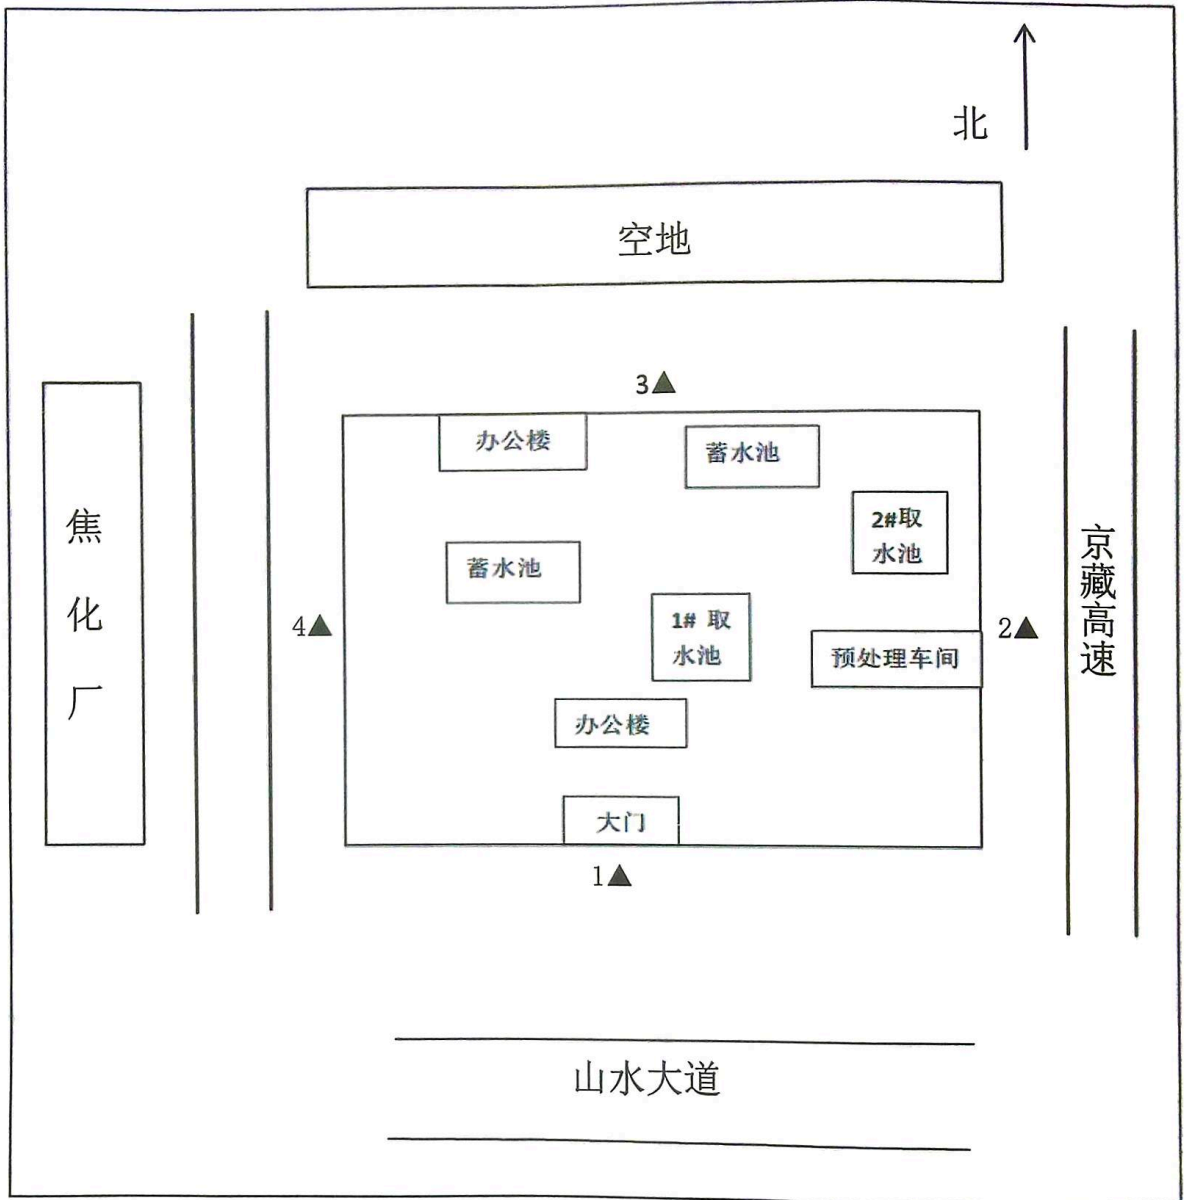 北
空地
3▲
办公楼
蓄水池
2#取
水池
蓄水池
焦
化
厂
4▲
1# 取
水池
2▲
京藏高速
预处理车间
办公楼
大门
1▲
山水大道